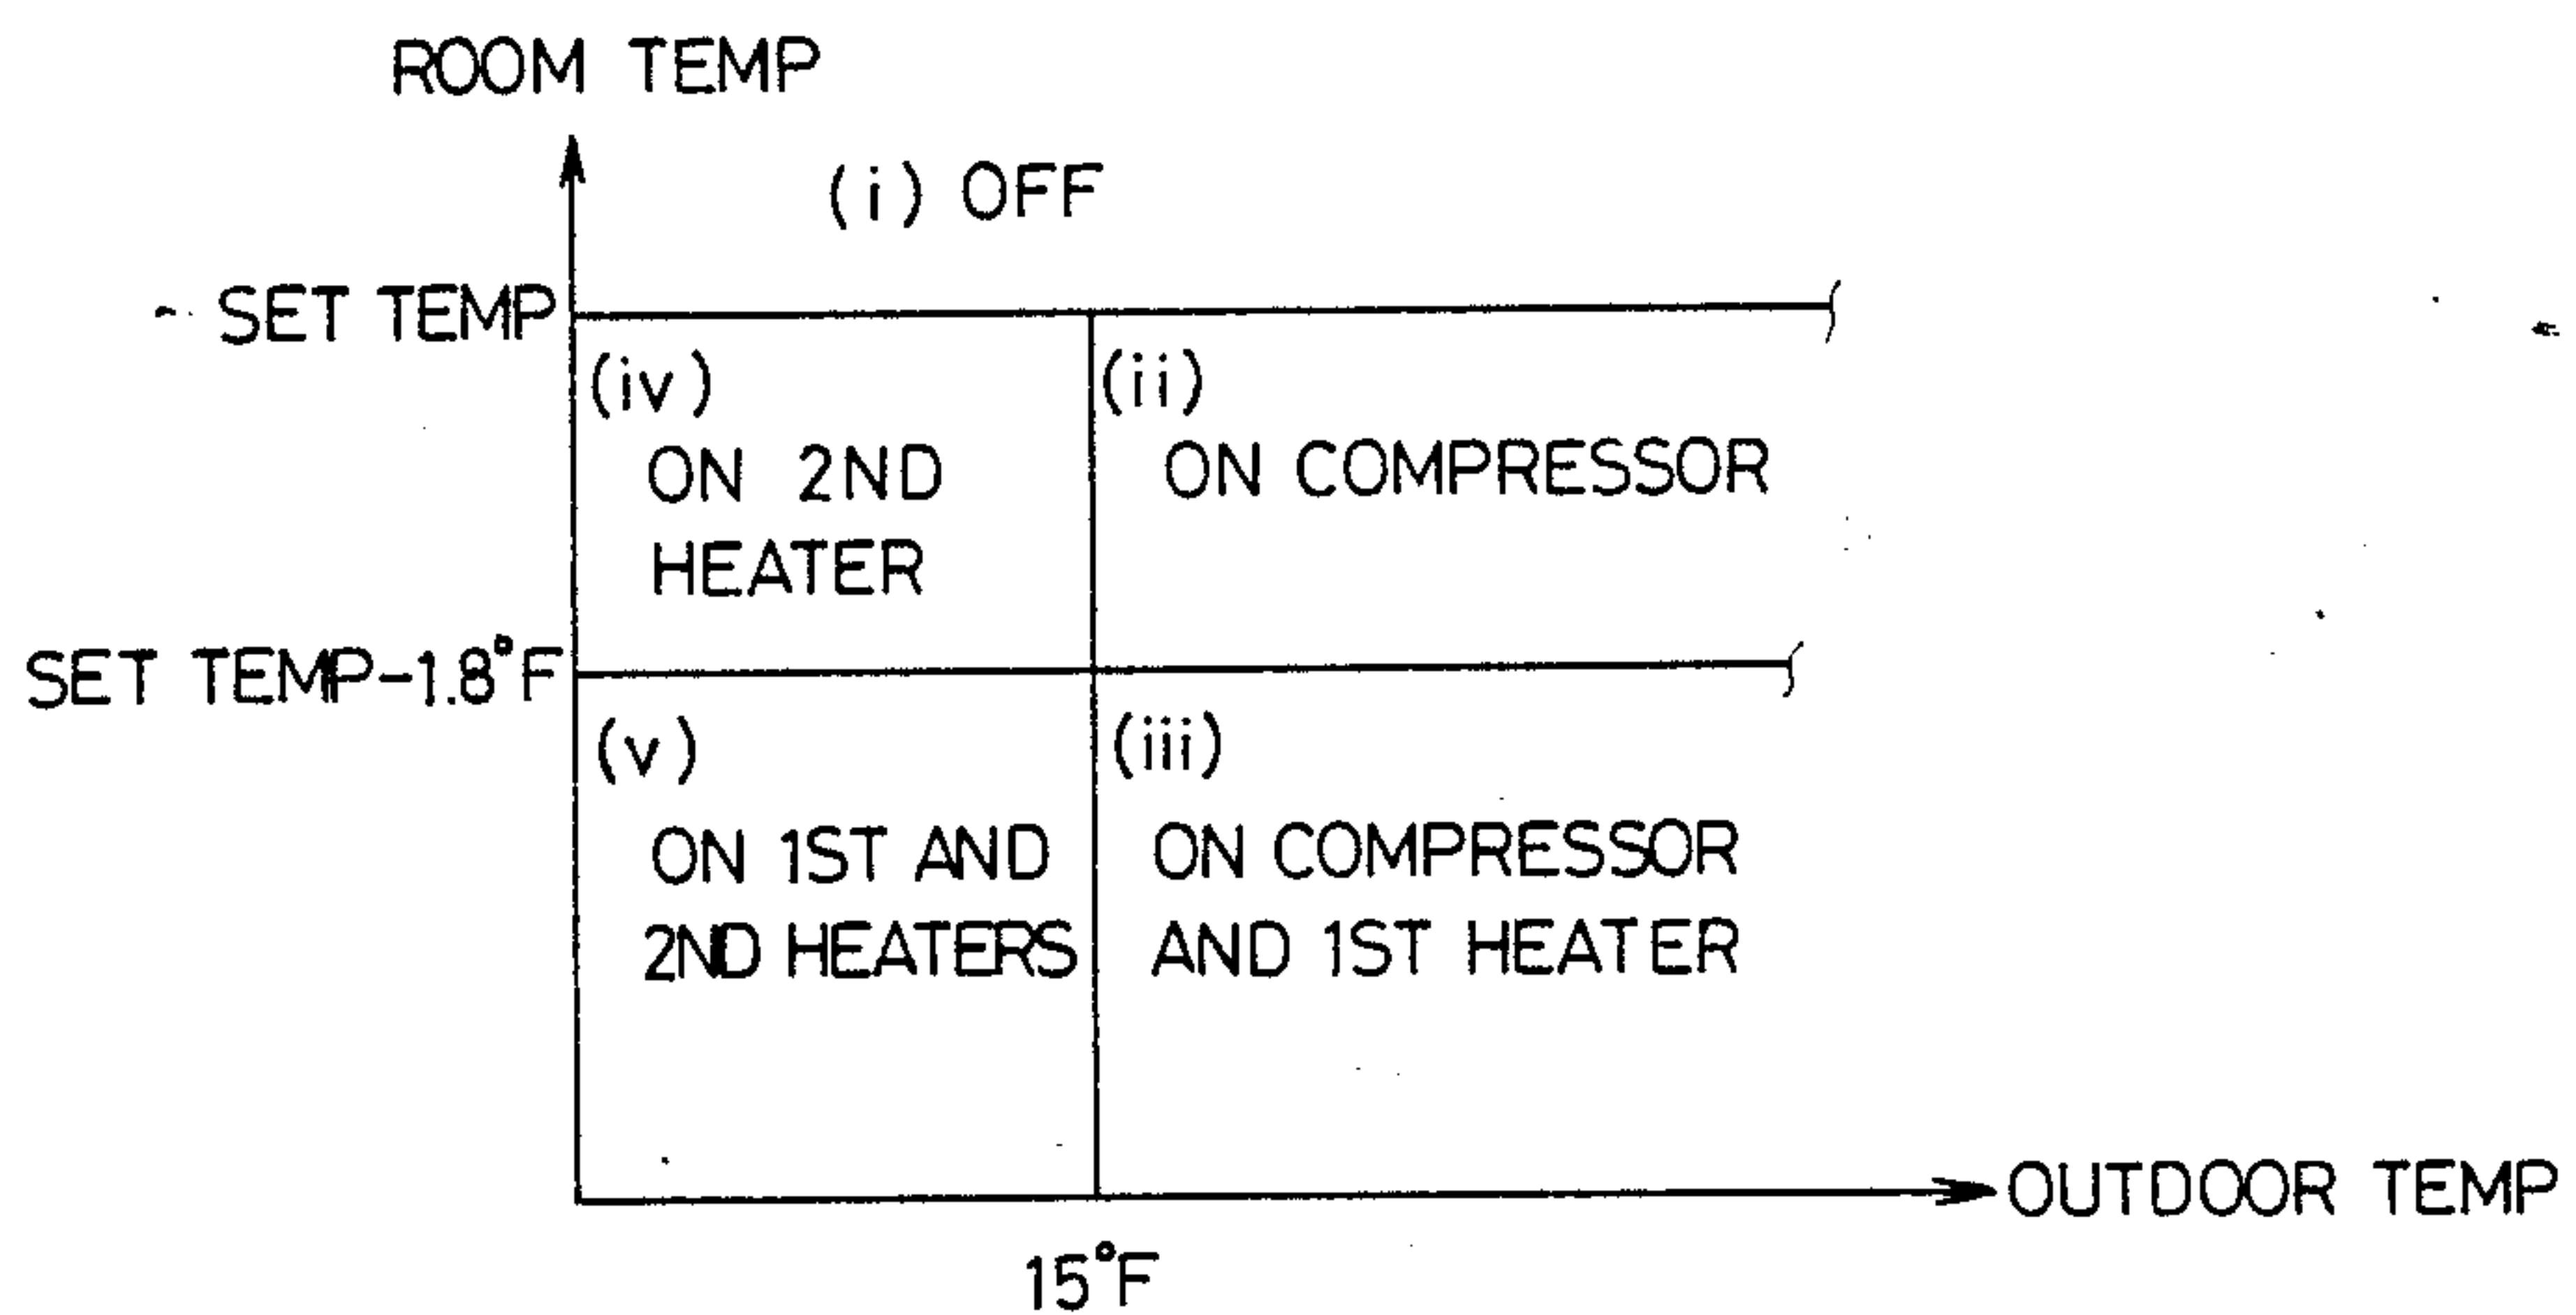 ROOM TEMP
(i) OFF
SET TEMP
(iv)
(ii)
ON 2ND
HEATER
ON COMPRESSOR
SET TEMP-1.8°F
(v)
(iii)
ON 1ST AND
2ND HEATERS
ON COMPRESSOR
AND 1ST HEATER
OUTDOOR TEMP
15°F